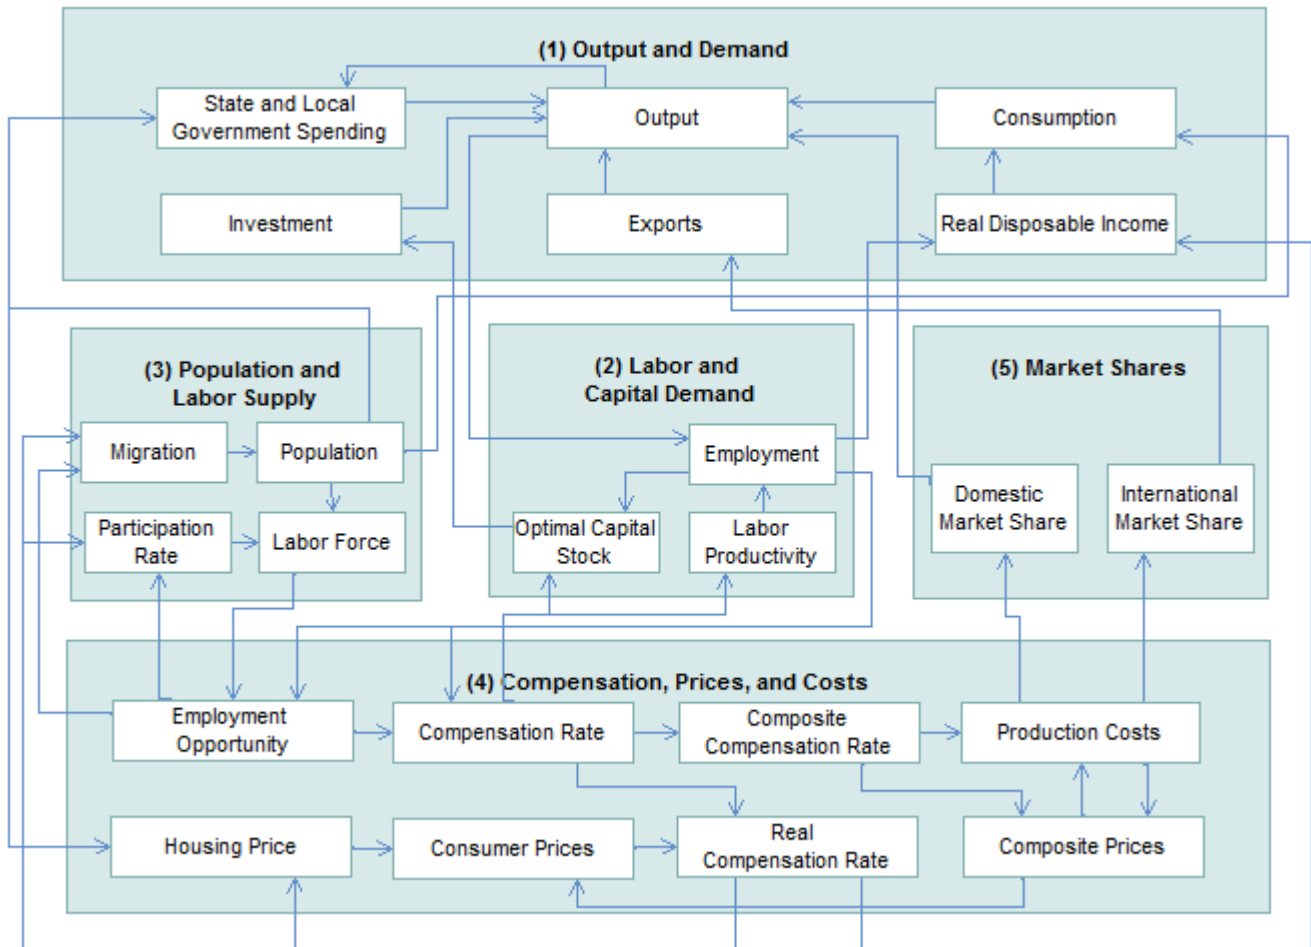 (1) Output and Demand
State and Local
Government Spending
Output
Consumption
Investment
Exports
Real Disposable Income
(3) Population and
Labor Supply
(2) Labor and
Capital Demand
(5) Market Shares
Migration
Population
Employment
Domestic
Market Share
International
Market Share
Participation
Rate
Labor Force
Optimal Capital
Stock
Labor
Productivity
(4) Compensation, Prices, and Costs
Employment
Opportunity
Compensation Rate
Composite
Compensation Rate
Production Costs
Housing Price
Consumer Prices
Real
Compensation Rate
Composite Prices